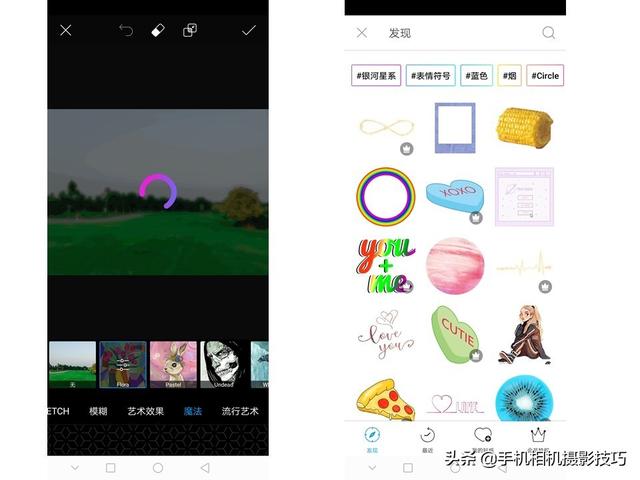 无
Flora
Pastel
Undead
ETCH
模糊
艺术效果
魔法
流行艺术
发现
#银河星系
#表情符号
#蓝色
#烟
#Circle
XOXO
you
+
me
love
you
CUTIE
发现
最近
头条 @手机相机摄影技巧